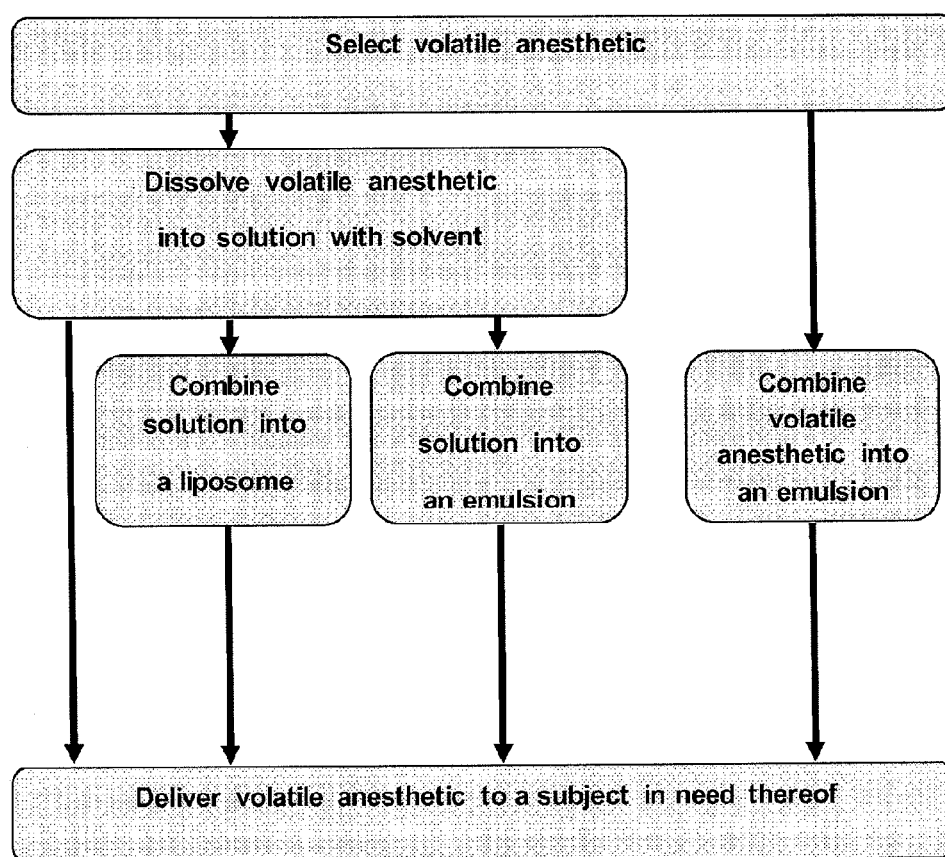 Select volatile anesthetic
Dissolve volatile anesthetic
into solution with solvent
Combine
solution into
a liposome
Combine
solution into
an emulsion
Combine
volatile
anesthetic into
an emulsion
Deliver volatile anesthetic to a subject in need thereof